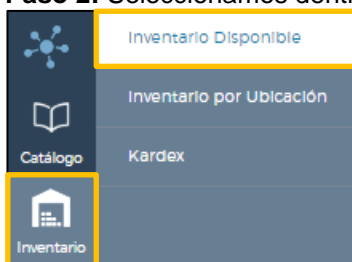 Paso 2: Seleccionamos dent
Inventario Disponible
Inventario por Ubicación
Catálogo
Kardex
Inventario